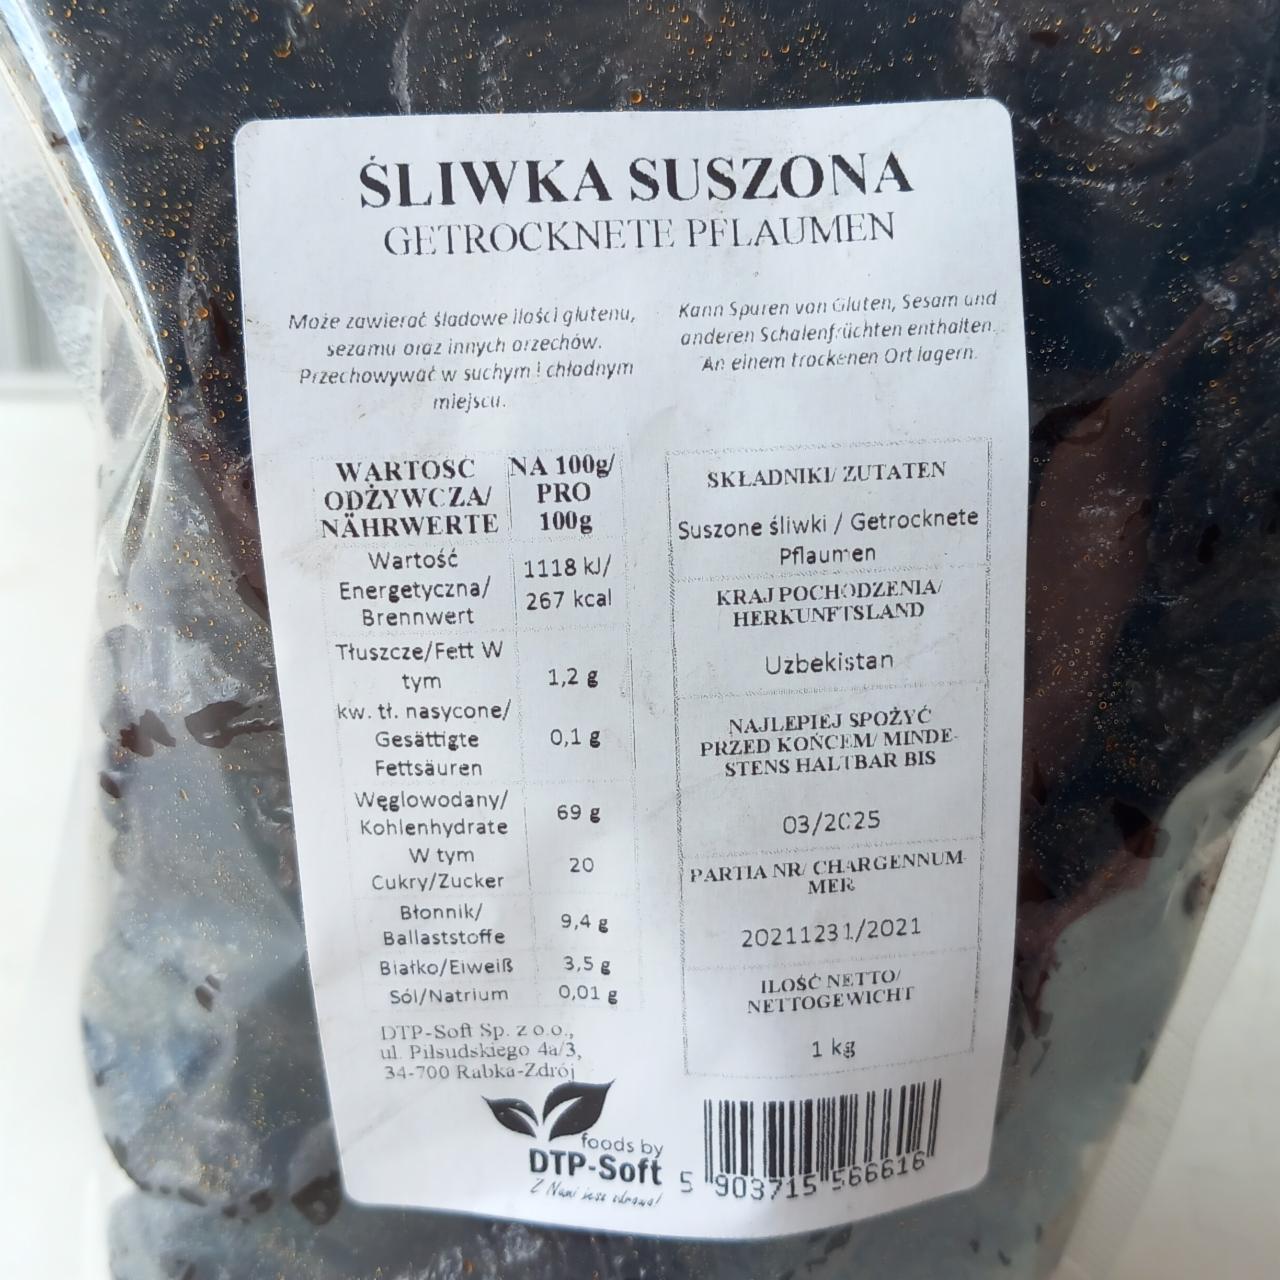 ŚLIWKA SUSZONA
GETROCKNETE PFLAUMEN
Może zawierać śladowe ilości glutenu,
sezamu oraz innych orzechów.
Przechowywać w suchym i chłodnym
miejscu.
Kann Spuren von Gluten, Sesam und
anderen Schalenfrüchten enthalten.
An einem trockenen Ort lagern.
WARTOSC
ODŻYWCZA/
NÄHRWERTE
NA 100g/
PRO
100g
Wartość
Energetyczna/
Brennwert
1118 kJ/
267 kcal
Tłuszcze/Fett W
tym
1,2 g
kw. tł. nasycone/
Gesättigte
Fettsäuren
0,1 g
Węglowodany/
Kohlenhydrate
69 g
W tym
Cukry/Zucker
20
Błonnik/
Ballaststoffe
9,4 g
Białko/Eiweiß
3,5 g
Sól/Natrium
0,01 g
DTP-Soft Sp. z o.o.,
ul. Piłsudskiego 4a/3,
34-700 Rabka-Zdrój
SKŁADNIKI/ ZUTATEN
Suszone śliwki / Getrocknete
Pflaumen
KRAJ POCHODZENIA/
HERKUNFTSLAND
Uzbekistan
NAJLEPIEJ SPOŻYĆ
PRZED KOŃCEM/ MINDE-
STENS HALTBAR BIS
03/2025
PARTIA NR/ CHARGENNUM-
MER
20211231/2021
ILOŚĆ NETTO/
NETTOGEWICHT
1 kg
foods by
DTP-Soft
Z Nami
5 903715 566616